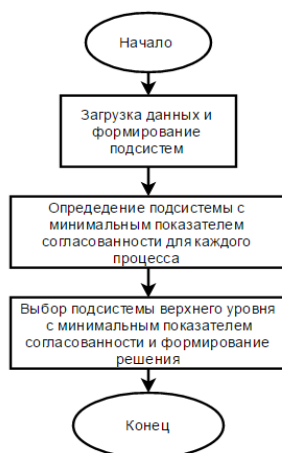 Начало
Загрузка данных и
формирование
подсистем
Опредедение подсистемы с
минимальным показателем
согласованности для каждого
процесса
Выбор подсистемы верхнего уровня
с минимальным показателем
согласованности и формирование
решения
Конец